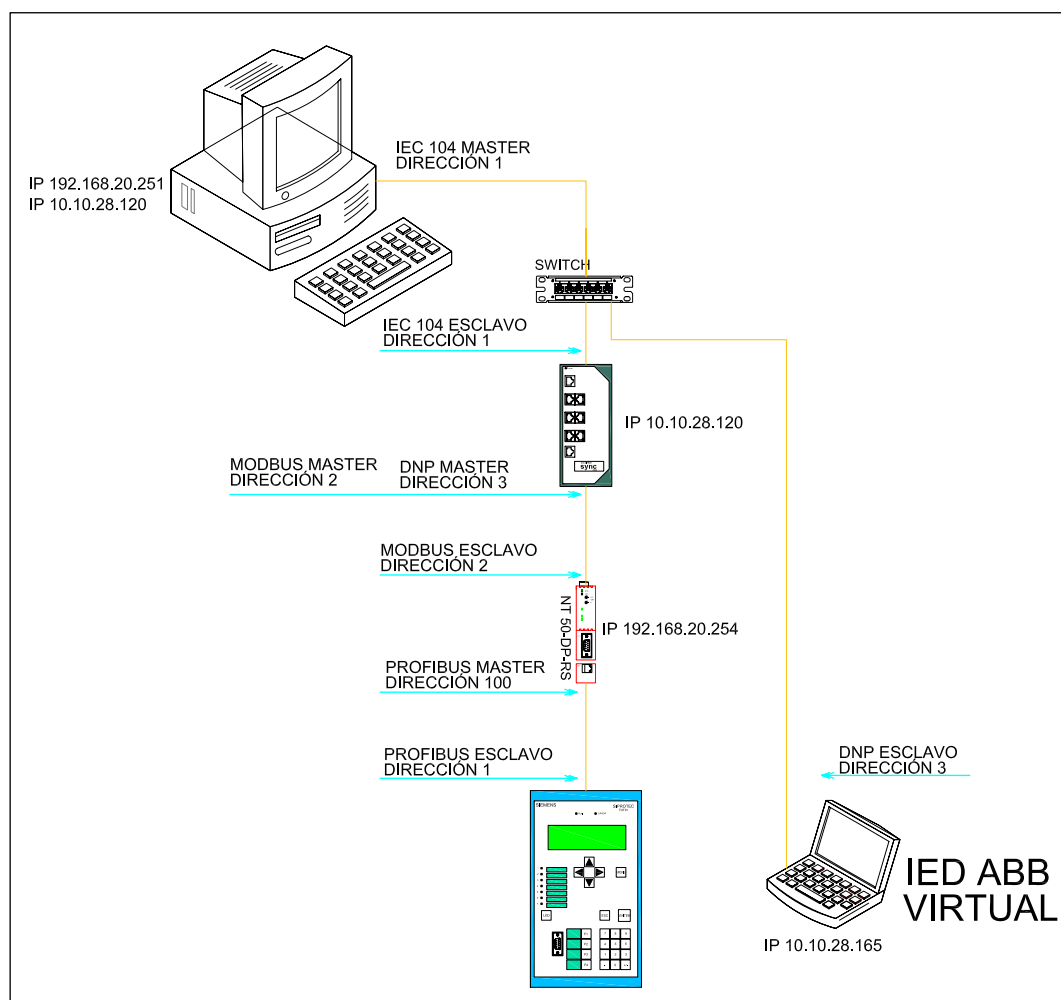 IEC 104 MASTER
DIRECCIÓN 1
IP 192.168.20.251
IP 10.10.28.120
SWITCH
IEC 104 ESCLAVO
DIRECCIÓN 1
IP 10.10.28.120
sync
MODBUS MASTER
DIRECCIÓN 2
DNP MASTER
DIRECCIÓN 3
MODBUS ESCLAVO
DIRECCIÓN 2
NT 50-DP-RS
IP 192.168.20.254
PROFIBUS MASTER
DIRECCIÓN 100
PROFIBUS ESCLAVO
DIRECCIÓN 1
DNP ESCLAVO
DIRECCIÓN 3
SIEMENS
SIPROTEC
IED ABB
VIRTUAL
IP 10.10.28.165